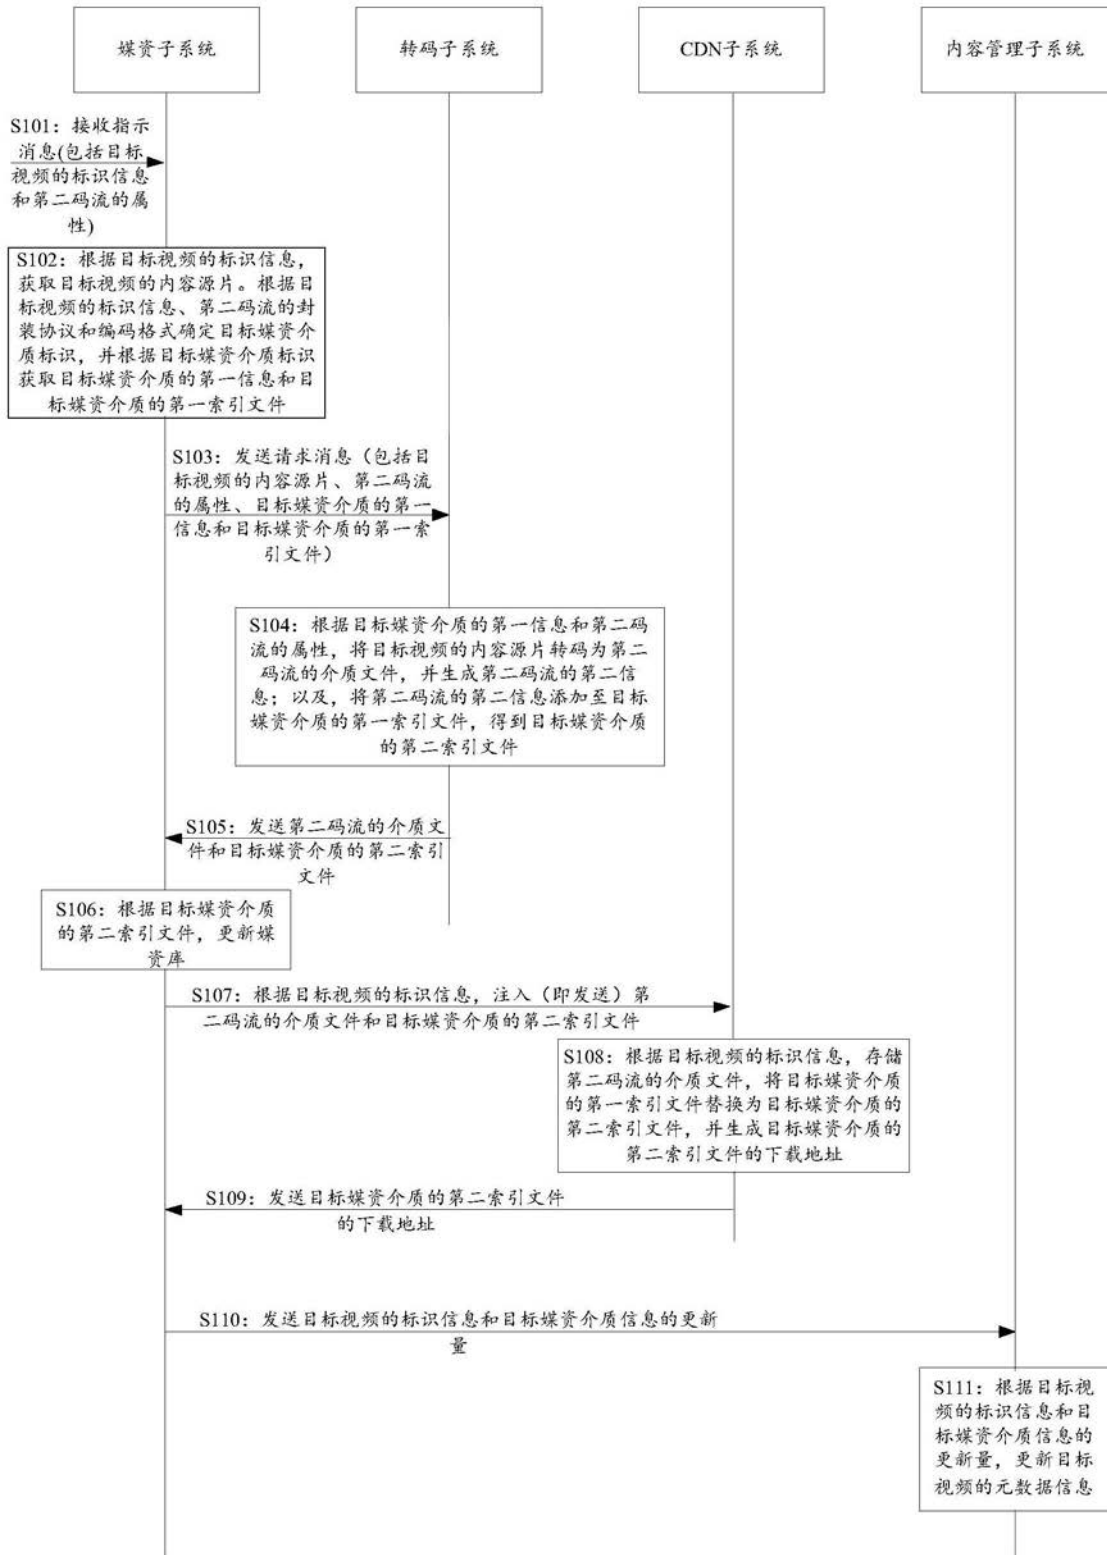 媒资子系统
转码子系统
CDN子系统
内容管理子系统
S101：接收指示
消息(包括目标
视频的标识信息
和第二码流的属
性)
S102：根据目标视频的标识信息，
获取目标视频的内容源片。根据目
标视频的标识信息、第二码流的封
装协议和编码格式确定目标媒资介
质标识，并根据目标媒资介质标识
获取目标媒资介质的第一信息和目
标媒资介质的第一索引文件
S103：发送请求消息（包括目
标视频的内容源片、第二码流
的属性、目标媒资介质的第一
信息和目标媒资介质的第一索
引文件）
S104：根据目标媒资介质的第一信息和第二码
流的属性，将目标视频的内容源片转码为第二
码流的介质文件，并生成第二码流的第二信
息；以及，将第二码流的第二信息添加至目标
媒资介质的第一索引文件，得到目标媒资介质
的第二索引文件
S105：发送第二码流的介质文
件和目标媒资介质的第二索引
文件
S106：根据目标媒资介质
的第二索引文件，更新媒
资库
S107：根据目标视频的标识信息，注入（即发送）第
二码流的介质文件和目标媒资介质的第二索引文件
S108：根据目标视频的标识信息，存储
第二码流的介质文件，将目标媒资介质
的第一索引文件替换为目标媒资介质的
第二索引文件，并生成目标媒资介质的
第二索引文件的下载地址
S109：发送目标媒资介质的第二索引文件
的下载地址
S110：发送目标视频的标识信息和目标媒资介质信息的更新
量
S111：根据目标视
频的标识信息和目
标媒资介质信息的
更新量，更新目标
视频的元数据信息